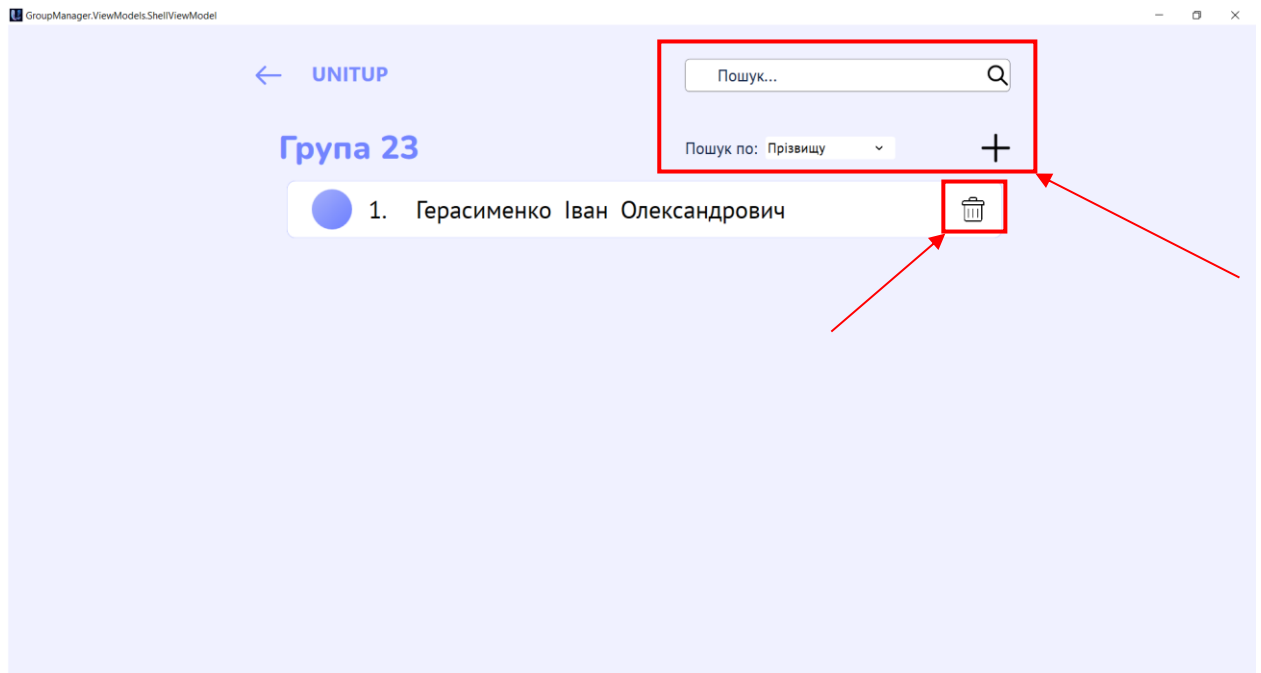 GroupManager.ViewModels.ShellViewModel
UNITUP
Пошук...
Група 23
Пошук по: Прізвищу
1. Герасименко Іван Олександрович